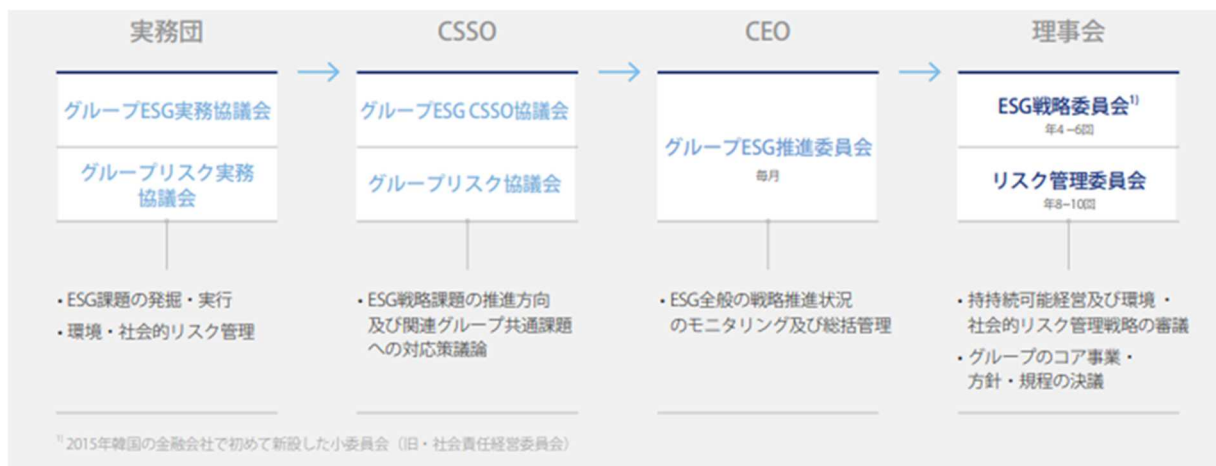 実務団
CSSO
CEO
理事会
グループESG実務協議会
グループリスク実務
協議会
グループESG CSSO協議会
グループリスク協議会
グループESG推進委員会
毎月
ESG戦略委員会1)
年4–6回
リスク管理委員会
年8–10回
• ESG課題の発掘・実行
• 環境・社会的リスク管理
• ESG戦略課題の推進方向
及び関連グループ共通課題
への対応策議論
• ESG全般の戦略推進状況
のモニタリング及び総括管理
• 持持続可能経営及び環境・
社会的リスク管理戦略の審議
• グループのコア事業・
方針・規程の決議
1) 2015年韓国の金融会社で初めて新設した小委員会（旧・社会責任経営委員会）